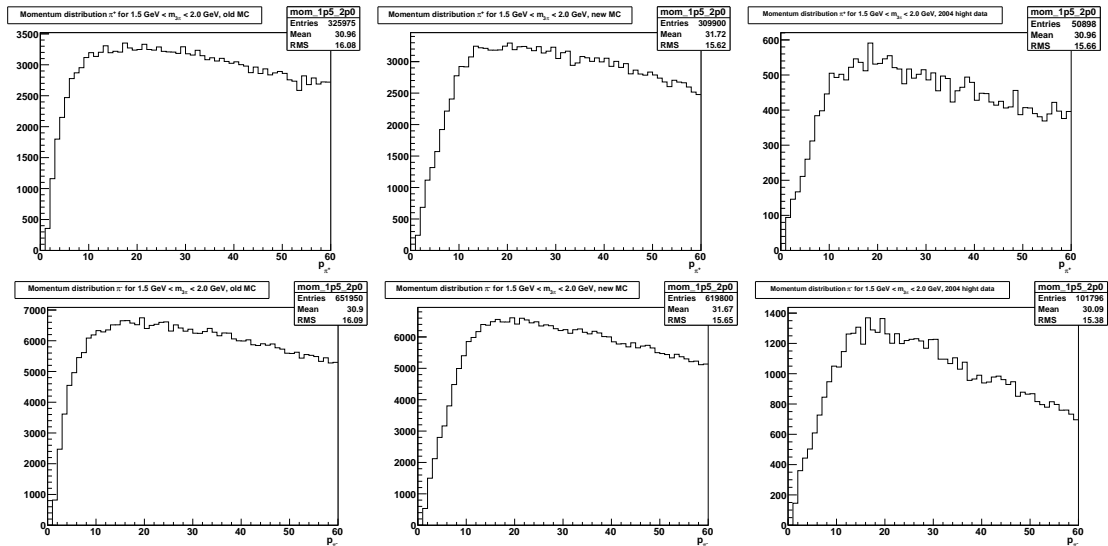 Momentum distribution π+ for 1.5 GeV < m3π < 2.0 GeV, old MC
mom_1p5_2p0
Entries 325975
Mean 30.96
RMS 16.08
3500
3000
2500
2000
1500
1000
500
0
0 10 20 30 40 50 60
pπ+
Momentum distribution π+ for 1.5 GeV < m3π < 2.0 GeV, new MC
mom_1p5_2p0
Entries 309900
Mean 31.72
RMS 15.62
3000
2500
2000
1500
1000
500
0
0 10 20 30 40 50 60
pπ+
Momentum distribution π+ for 1.5 GeV < m3π < 2.0 GeV, 2004 hight data
mom_1p5_2p0
Entries 50898
Mean 30.96
RMS 15.66
600
500
400
300
200
100
0
0 10 20 30 40 50 60
pπ+
Momentum distribution π- for 1.5 GeV < m3π < 2.0 GeV, old MC
mom_1p5_2p0
Entries 651950
Mean 30.9
RMS 16.09
7000
6000
5000
4000
3000
2000
1000
0
0 10 20 30 40 50 60
pπ-
Momentum distribution π- for 1.5 GeV < m3π < 2.0 GeV, new MC
mom_1p5_2p0
Entries 619800
Mean 31.67
RMS 15.65
6000
5000
4000
3000
2000
1000
0
0 10 20 30 40 50 60
pπ-
Momentum distribution π- for 1.5 GeV < m3π < 2.0 GeV, 2004 hight data
mom_1p5_2p0
Entries 101796
Mean 30.09
RMS 15.38
1400
1200
1000
800
600
400
200
0
0 10 20 30 40 50 60
pπ-